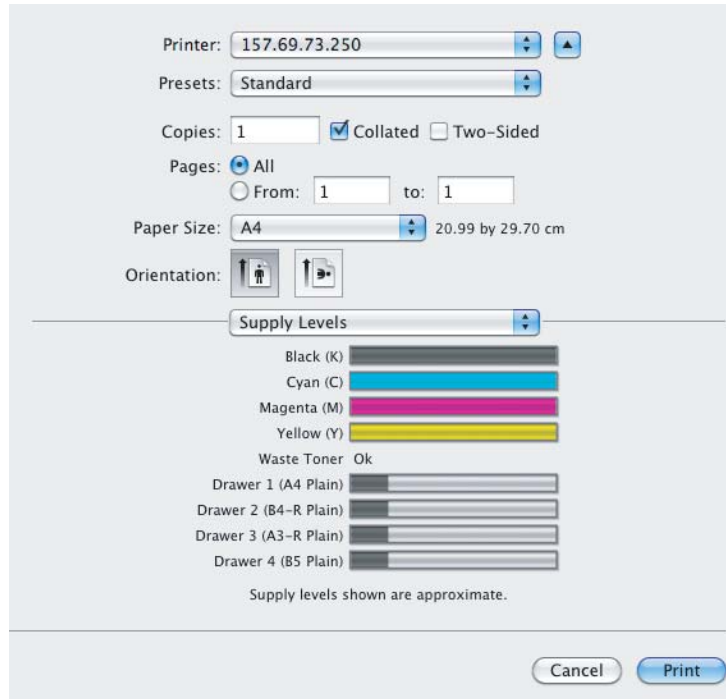 Printer: 157.69.73.250
Presets: Standard
Copies: 1 Collated Two-Sided
Pages: All
From: 1 to: 1
Paper Size: A4 20.99 by 29.70 cm
Orientation:
Supply Levels
Black (K)
Cyan (C)
Magenta (M)
Yellow (Y)
Waste Toner Ok
Drawer 1 (A4 Plain)
Drawer 2 (B4-R Plain)
Drawer 3 (A3-R Plain)
Drawer 4 (B5 Plain)
Supply levels shown are approximate.
Cancel Print